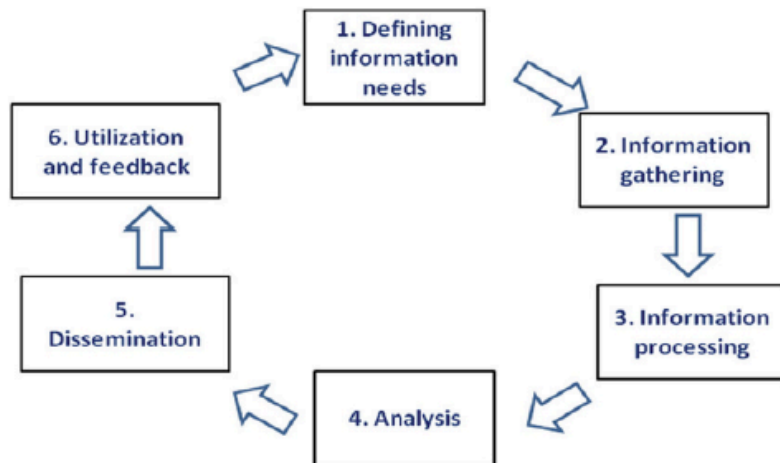 1. Defining
information
needs
2. Information
gathering
3. Information
processing
4. Analysis
5.
Dissemination
6. Utilization
and feedback